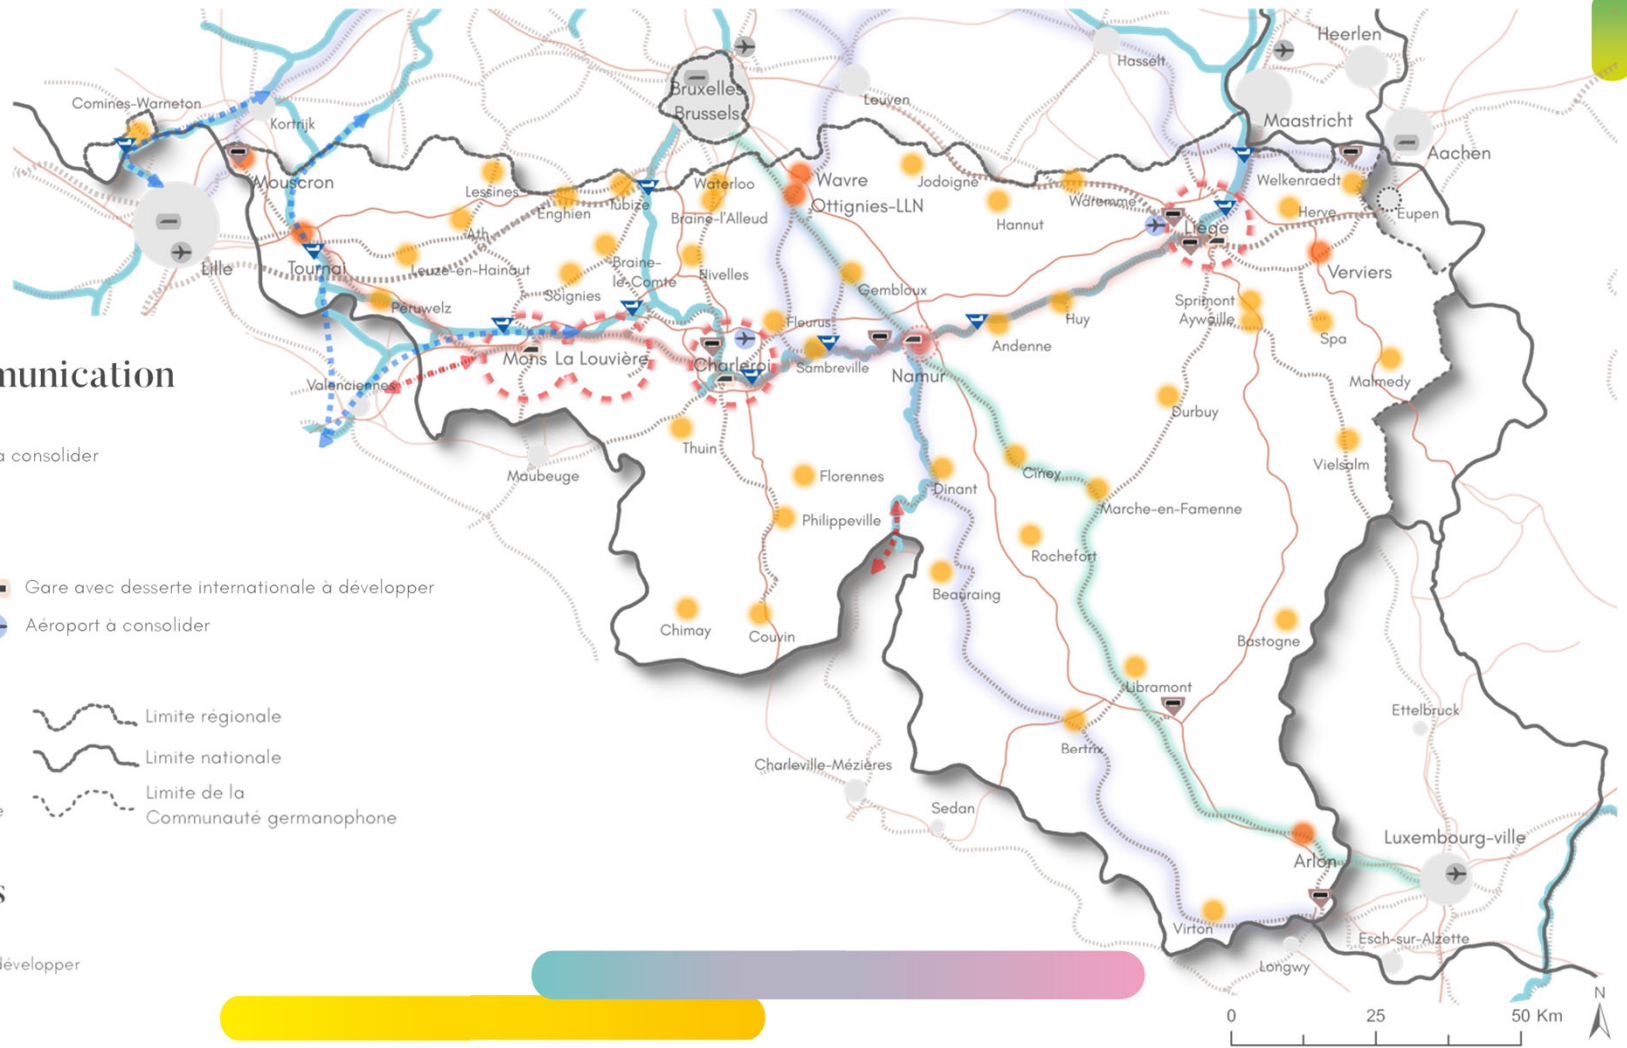 Heerlen
Hasselt
Bruxelles
Brussels
Leuven
Comines-Warneton
Kortrijk
Maastricht
Aachen
Mouscron
Lessines
Enghien
Tubize
Waterloo
Braine-l'Alleud
Wavre
Ottignies-LLN
Jodoigne
Hannut
Waremme
Welkenraedt
Herve
Eupen
Liège
Verviers
Lille
Tournai
Ath
Leuze-en-Hainaut
Braine-
le-Comte
Soignies
Nivelles
Gembloux
Péruwelz
Fleurus
Huy
Sprimont
Aywaille
Spa
Malmedy
Mons
La Louvière
Charleroi
Sambreville
Namur
Andenne
Valenciennes
munication
à consolider
Maubeuge
Thuin
Florennes
Philippeville
Dinant
Ciney
Durbuy
Vielsalm
Marche-en-Famenne
Rochefort
Beauraing
Gare avec desserte internationale à développer
Aéroport à consolider
Chimay
Couvin
Bastogne
Libramont
Bertrix
Ettelbruck
Limite régionale
Limite nationale
Limite de la
Communauté germanophone
Charleville-Mézières
Sedan
Arlon
Luxembourg-ville
Virton
Longwy
Esch-sur-Alzette
e
s
développer
N
0 25 50 Km